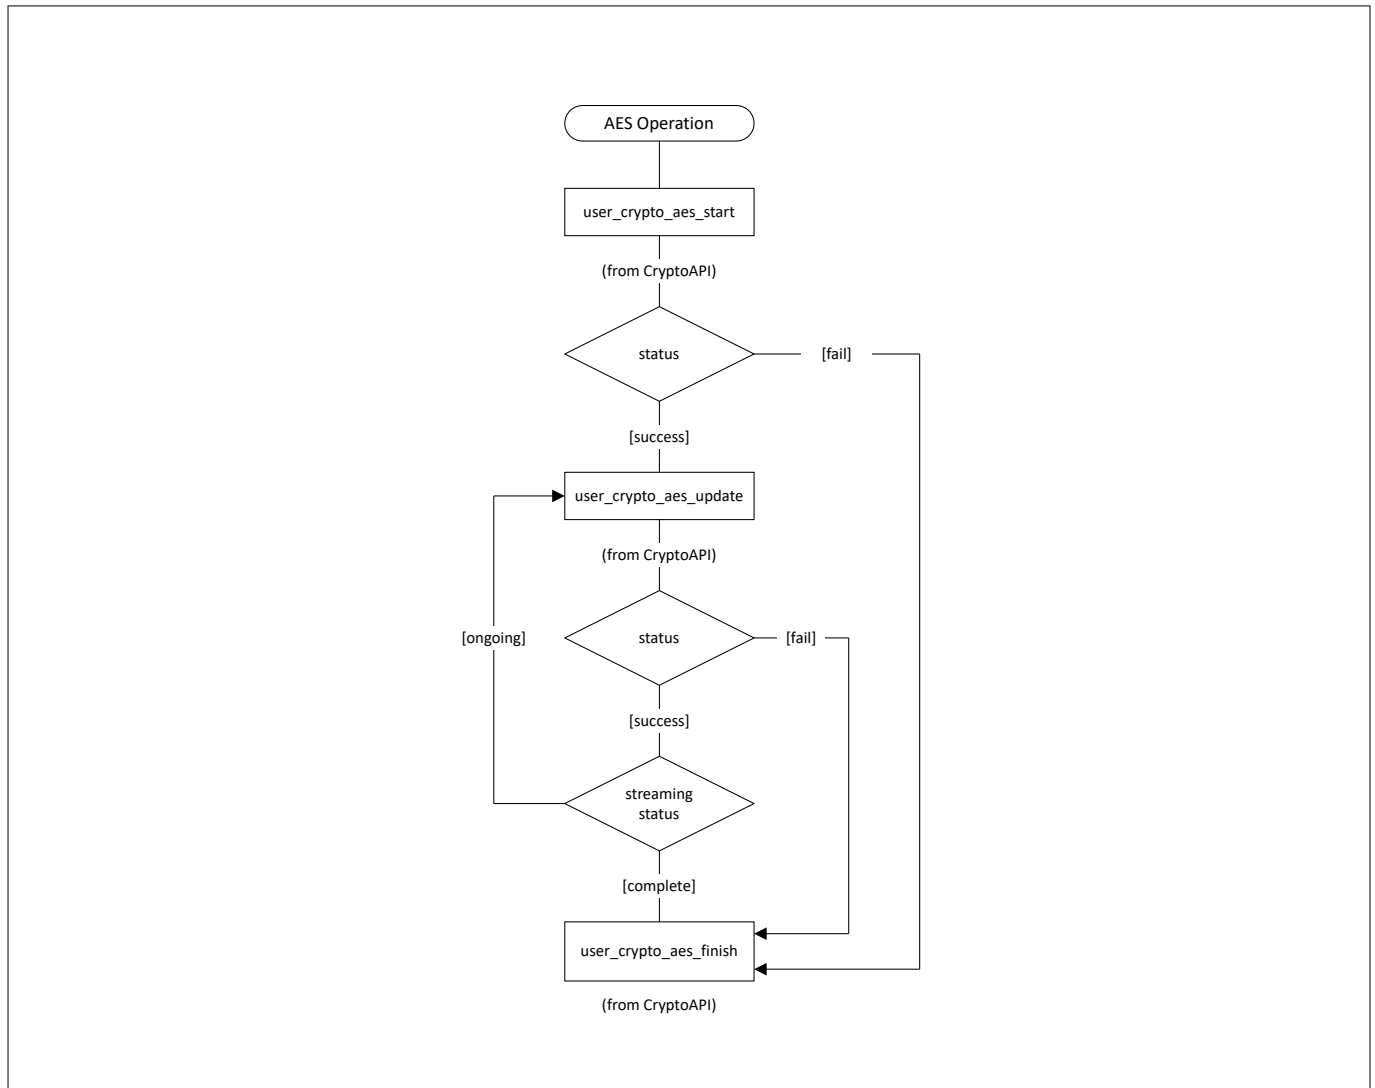 AES Operation
user_crypto_aes_start
(from CryptoAPI)
status
[fail]
[success]
user_crypto_aes_update
(from CryptoAPI)
[ongoing]
status
[fail]
[success]
streaming
status
[complete]
user_crypto_aes_finish
(from CryptoAPI)